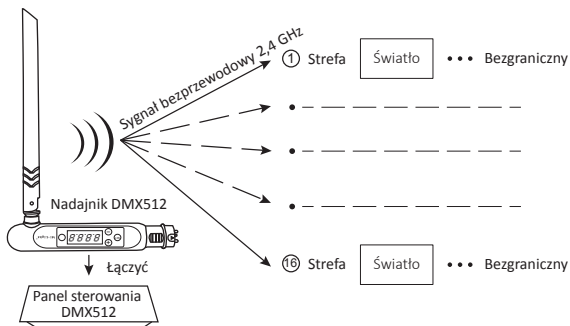 Sygnał bezprzewodowy 2,4 GHz
1 Strefa Światło ••• Bezgraniczny
Nadajnik DMX512
8888
Łączyć
16 Strefa Światło ••• Bezgraniczny
Panel sterowania
DMX512